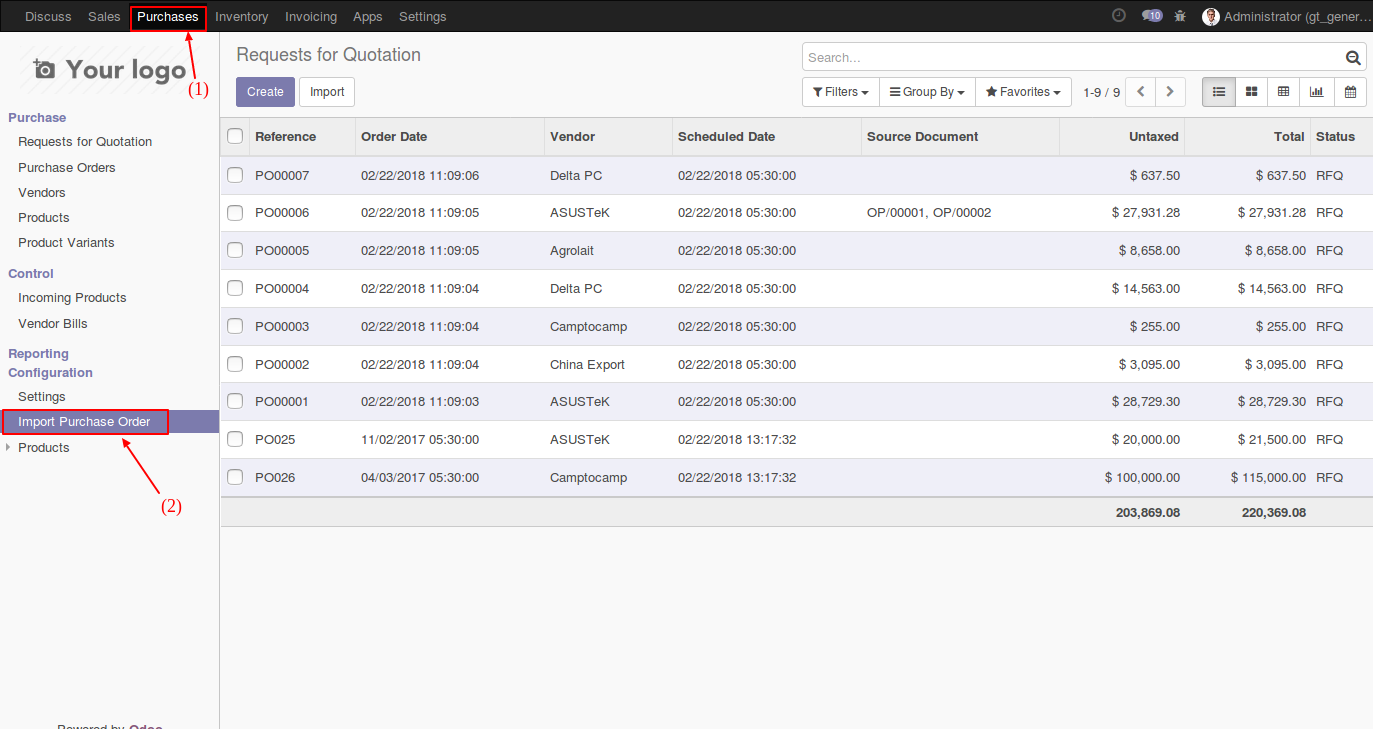 Discuss Sales Purchases Inventory Invoicing Apps Settings 10 Administrator (gt_gener...
Your logo
(1)
Purchase
Requests for Quotation
Purchase Orders
Vendors
Products
Product Variants
Control
Incoming Products
Vendor Bills
Reporting
Configuration
Settings
Import Purchase Order
Products
(2)
Powered by Odoo
Requests for Quotation
Search...
Create Import
Filters Group By Favorites 1-9 / 9
Reference Order Date Vendor Scheduled Date Source Document Untaxed Total Status
PO00007 02/22/2018 11:09:06 Delta PC 02/22/2018 05:30:00 $ 637.50 $ 637.50 RFQ
PO00006 02/22/2018 11:09:05 ASUSTeK 02/22/2018 05:30:00 OP/00001, OP/00002 $ 27,931.28 $ 27,931.28 RFQ
PO00005 02/22/2018 11:09:05 Agrolait 02/22/2018 05:30:00 $ 8,658.00 $ 8,658.00 RFQ
PO00004 02/22/2018 11:09:04 Delta PC 02/22/2018 05:30:00 $ 14,563.00 $ 14,563.00 RFQ
PO00003 02/22/2018 11:09:04 Camptocamp 02/22/2018 05:30:00 $ 255.00 $ 255.00 RFQ
PO00002 02/22/2018 11:09:04 China Export 02/22/2018 05:30:00 $ 3,095.00 $ 3,095.00 RFQ
PO00001 02/22/2018 11:09:03 ASUSTeK 02/22/2018 05:30:00 $ 28,729.30 $ 28,729.30 RFQ
PO025 11/02/2017 05:30:00 ASUSTeK 02/22/2018 13:17:32 $ 20,000.00 $ 21,500.00 RFQ
PO026 04/03/2017 05:30:00 Camptocamp 02/22/2018 13:17:32 $ 100,000.00 $ 115,000.00 RFQ
203,869.08 220,369.08